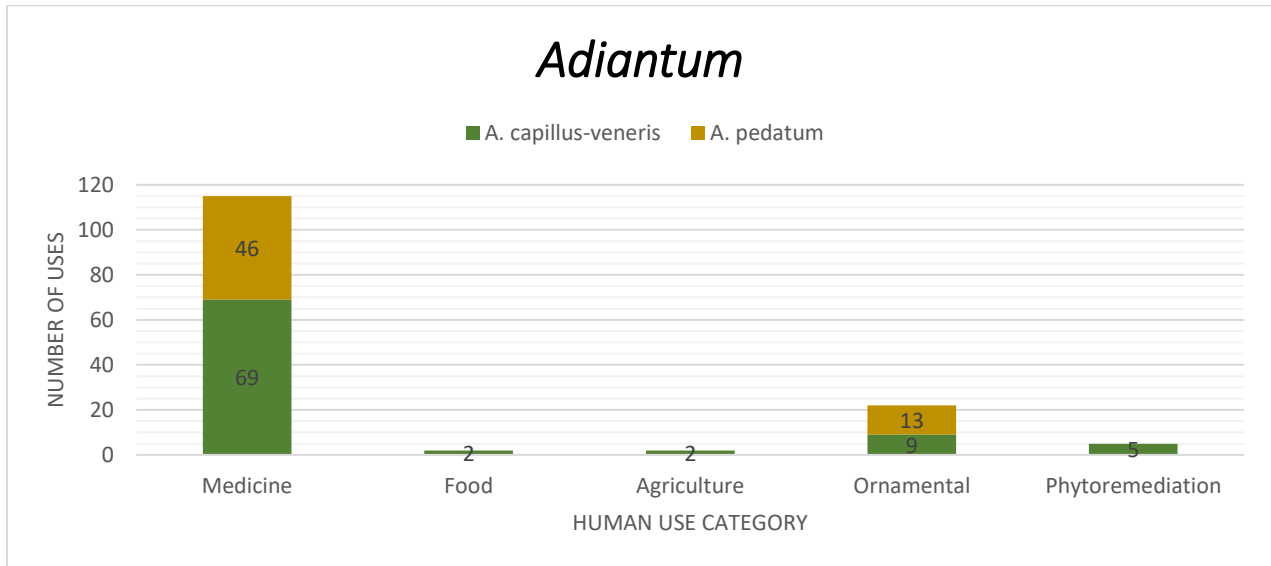 Adiantum
A. capillus-veneris A. pedatum
NUMBER OF USES
120
100
80
60
40
20
0
46
69
2
2
13
9
5
Medicine Food Agriculture Ornamental Phytoremediation
HUMAN USE CATEGORY